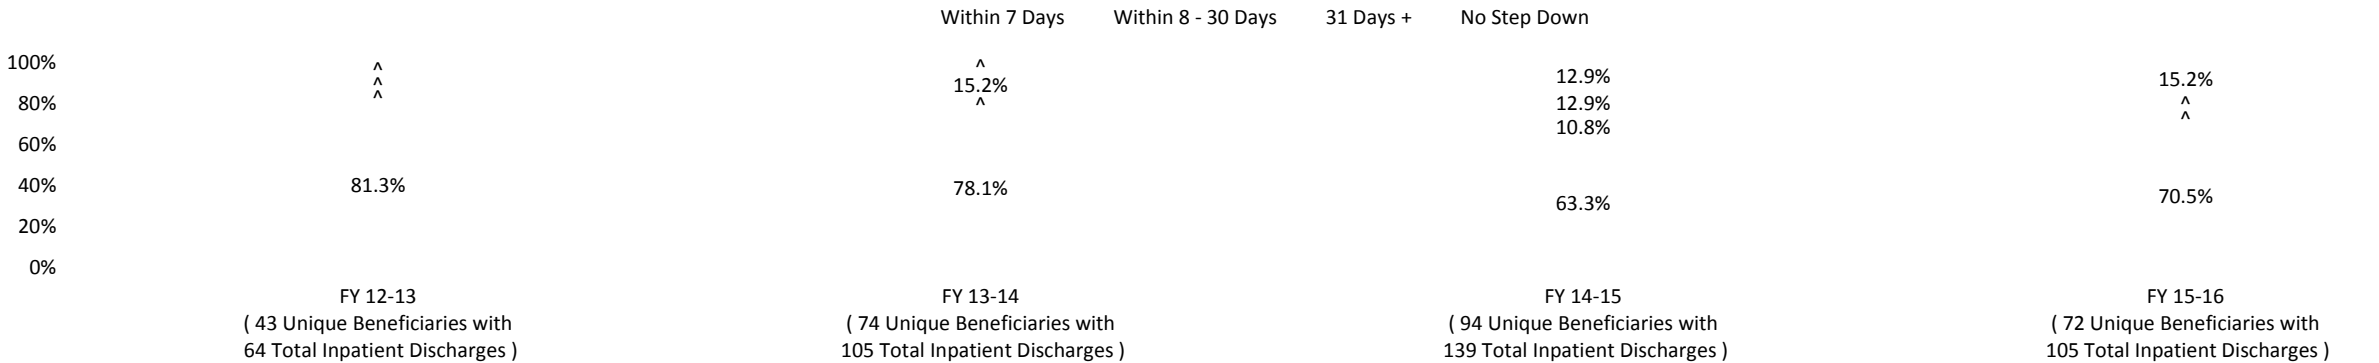 Within 7 Days Within 8 - 30 Days 31 Days + No Step Down
100%
80%
60%
40%
20%
0%
^
^
^
81.3%
^
15.2%
^
78.1%
12.9%
12.9%
10.8%
63.3%
15.2%
^
^
70.5%
FY 12-13
( 43 Unique Beneficiaries with
64 Total Inpatient Discharges )
FY 13-14
( 74 Unique Beneficiaries with
105 Total Inpatient Discharges )
FY 14-15
( 94 Unique Beneficiaries with
139 Total Inpatient Discharges )
FY 15-16
( 72 Unique Beneficiaries with
105 Total Inpatient Discharges )